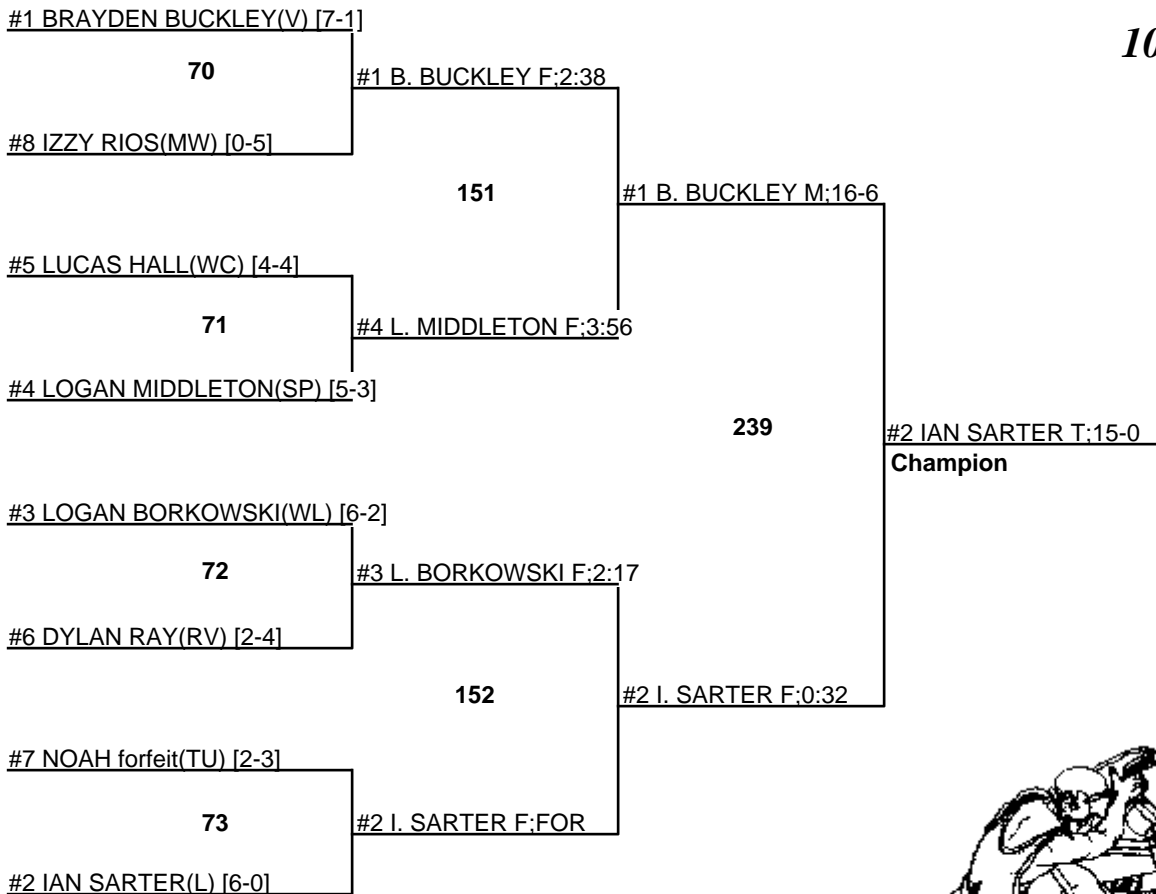 #1 BRAYDEN BUCKLEY(V) [7-1]
10
70
#1 B. BUCKLEY F;2:38
#8 IZZY RIOS(MW) [0-5]
151
#1 B. BUCKLEY M;16-6
#5 LUCAS HALL(WC) [4-4]
71
#4 L. MIDDLETON F;3:56
#4 LOGAN MIDDLETON(SP) [5-3]
239
#2 IAN SARTER T;15-0
Champion
#3 LOGAN BORKOWSKI(WL) [6-2]
72
#3 L. BORKOWSKI F;2:17
#6 DYLAN RAY(RV) [2-4]
152
#2 I. SARTER F;0:32
#7 NOAH forfeit(TU) [2-3]
73
#2 I. SARTER F;FOR
#2 IAN SARTER(L) [6-0]